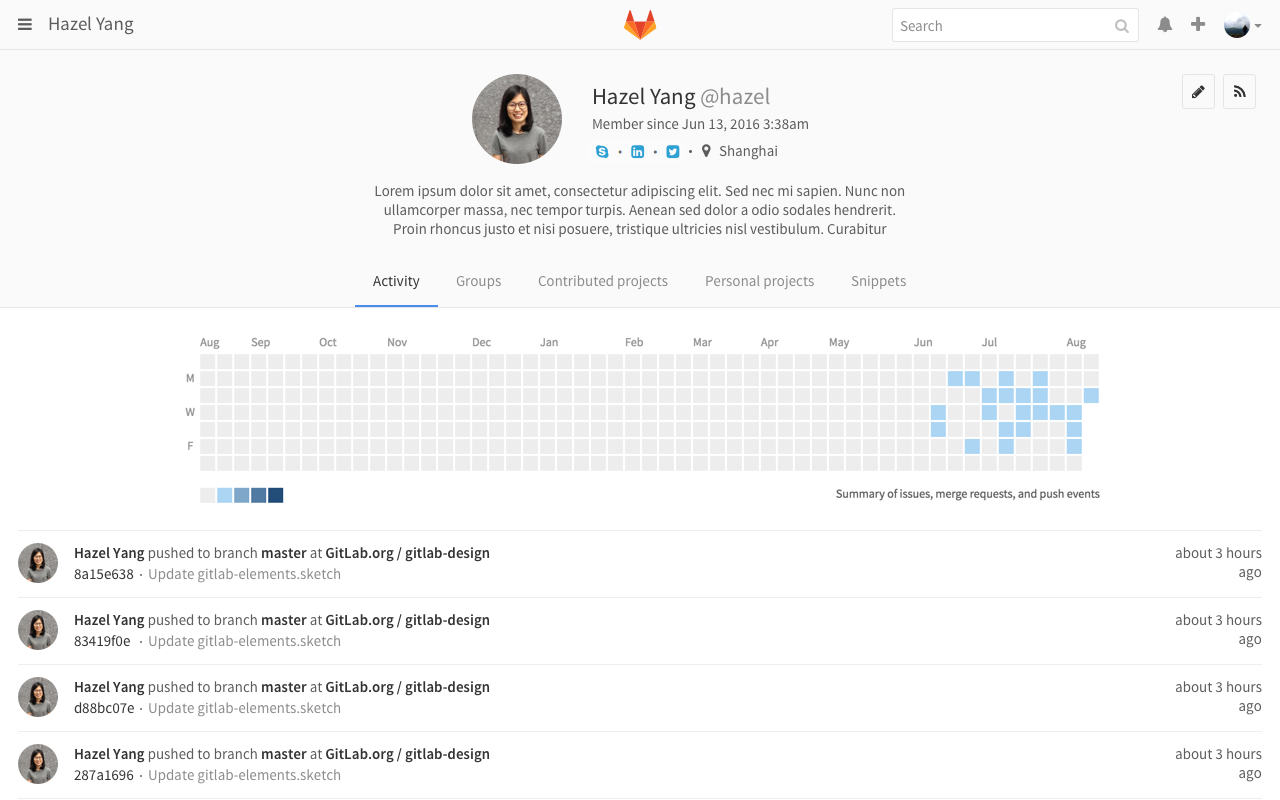 Hazel Yang
Search
Hazel Yang @hazel
Member since Jun 13, 2016 3:38am
• • • Shanghai
Lorem ipsum dolor sit amet, consectetur adipiscing elit. Sed nec mi sapien. Nunc non
ullamcorper massa, nec tempor turpis. Aenean sed dolor a odio sodales hendrerit.
Proin rhoncus justo et nisi posuere, tristique ultricies nisl vestibulum. Curabitur
Activity Groups Contributed projects Personal projects Snippets
Aug Sep Oct Nov Dec Jan Feb Mar Apr May Jun Jul Aug
M
W
F
Summary of issues, merge requests, and push events
Hazel Yang pushed to branch master at GitLab.org / gitlab-design
8a15e638 · Update gitlab-elements.sketch
about 3 hours
ago
Hazel Yang pushed to branch master at GitLab.org / gitlab-design
83419f0e · Update gitlab-elements.sketch
about 3 hours
ago
Hazel Yang pushed to branch master at GitLab.org / gitlab-design
d88bc07e · Update gitlab-elements.sketch
about 3 hours
ago
Hazel Yang pushed to branch master at GitLab.org / gitlab-design
287a1696 · Update gitlab-elements.sketch
about 3 hours
ago